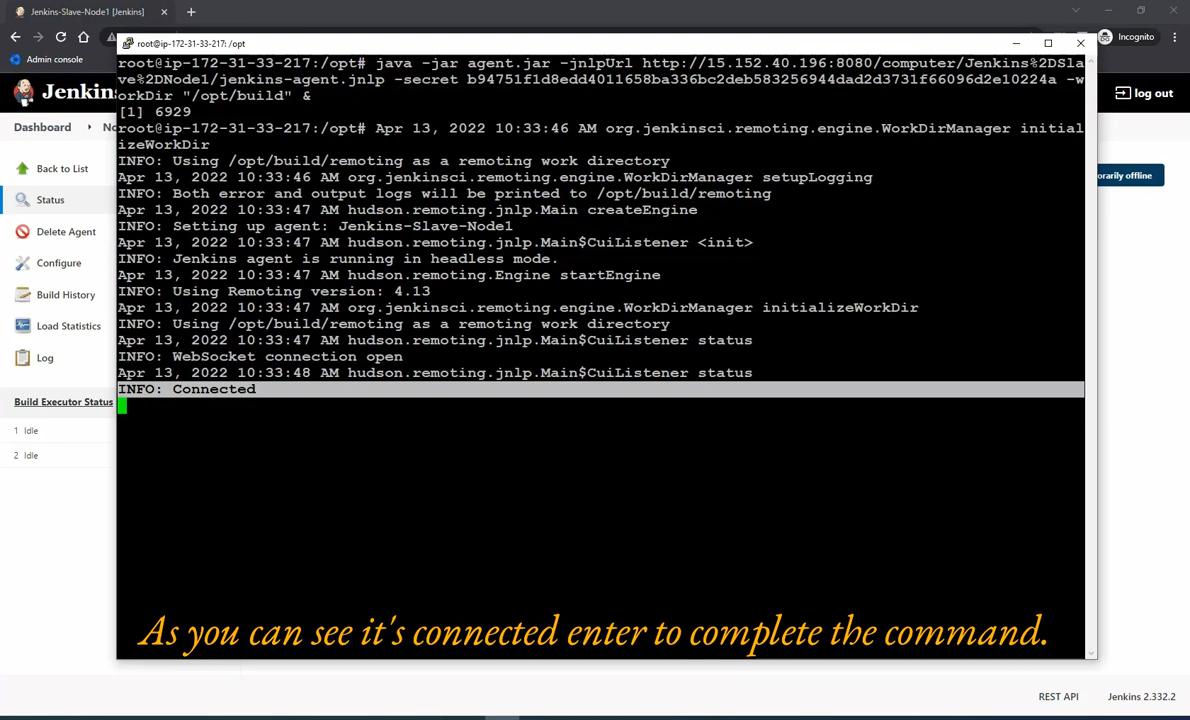 Jenkins-Slave-Node1 [Jenkins]
Incognito
Admin console
root@ip-172-31-33-217: /opt
Jenkins
log out
Dashboard
Back to List
Status
Delete Agent
Configure
Build History
Load Statistics
Log
Build Executor Status
1 Idle
2 Idle
root@ip-172-31-33-217:/opt# java -jar agent.jar -jnlpUrl http://15.152.40.196:8080/computer/Jenkins%2DSla
ve%2DNode1/jenkins-agent.jnlp -secret b94751f1d8edd4011658ba336bc2deb583256944dad2d3731f66096d2e10224a -w
orkDir "/opt/build" &
[1] 6929
root@ip-172-31-33-217:/opt# Apr 13, 2022 10:33:46 AM org.jenkinsci.remoting.engine.WorkDirManager initial
izeWorkDir
INFO: Using /opt/build/remoting as a remoting work directory
Apr 13, 2022 10:33:46 AM org.jenkinsci.remoting.engine.WorkDirManager setupLogging
INFO: Both error and output logs will be printed to /opt/build/remoting
Apr 13, 2022 10:33:47 AM hudson.remoting.jnlp.Main createEngine
INFO: Setting up agent: Jenkins-Slave-Node1
Apr 13, 2022 10:33:47 AM hudson.remoting.jnlp.Main$CuiListener <init>
INFO: Jenkins agent is running in headless mode.
Apr 13, 2022 10:33:47 AM hudson.remoting.Engine startEngine
INFO: Using Remoting version: 4.13
Apr 13, 2022 10:33:47 AM org.jenkinsci.remoting.engine.WorkDirManager initializeWorkDir
INFO: Using /opt/build/remoting as a remoting work directory
Apr 13, 2022 10:33:47 AM hudson.remoting.jnlp.Main$CuiListener status
INFO: WebSocket connection open
Apr 13, 2022 10:33:48 AM hudson.remoting.jnlp.Main$CuiListener status
INFO: Connected
orarily offline
As you can see it's connected enter to complete the command.
REST API
Jenkins 2.332.2